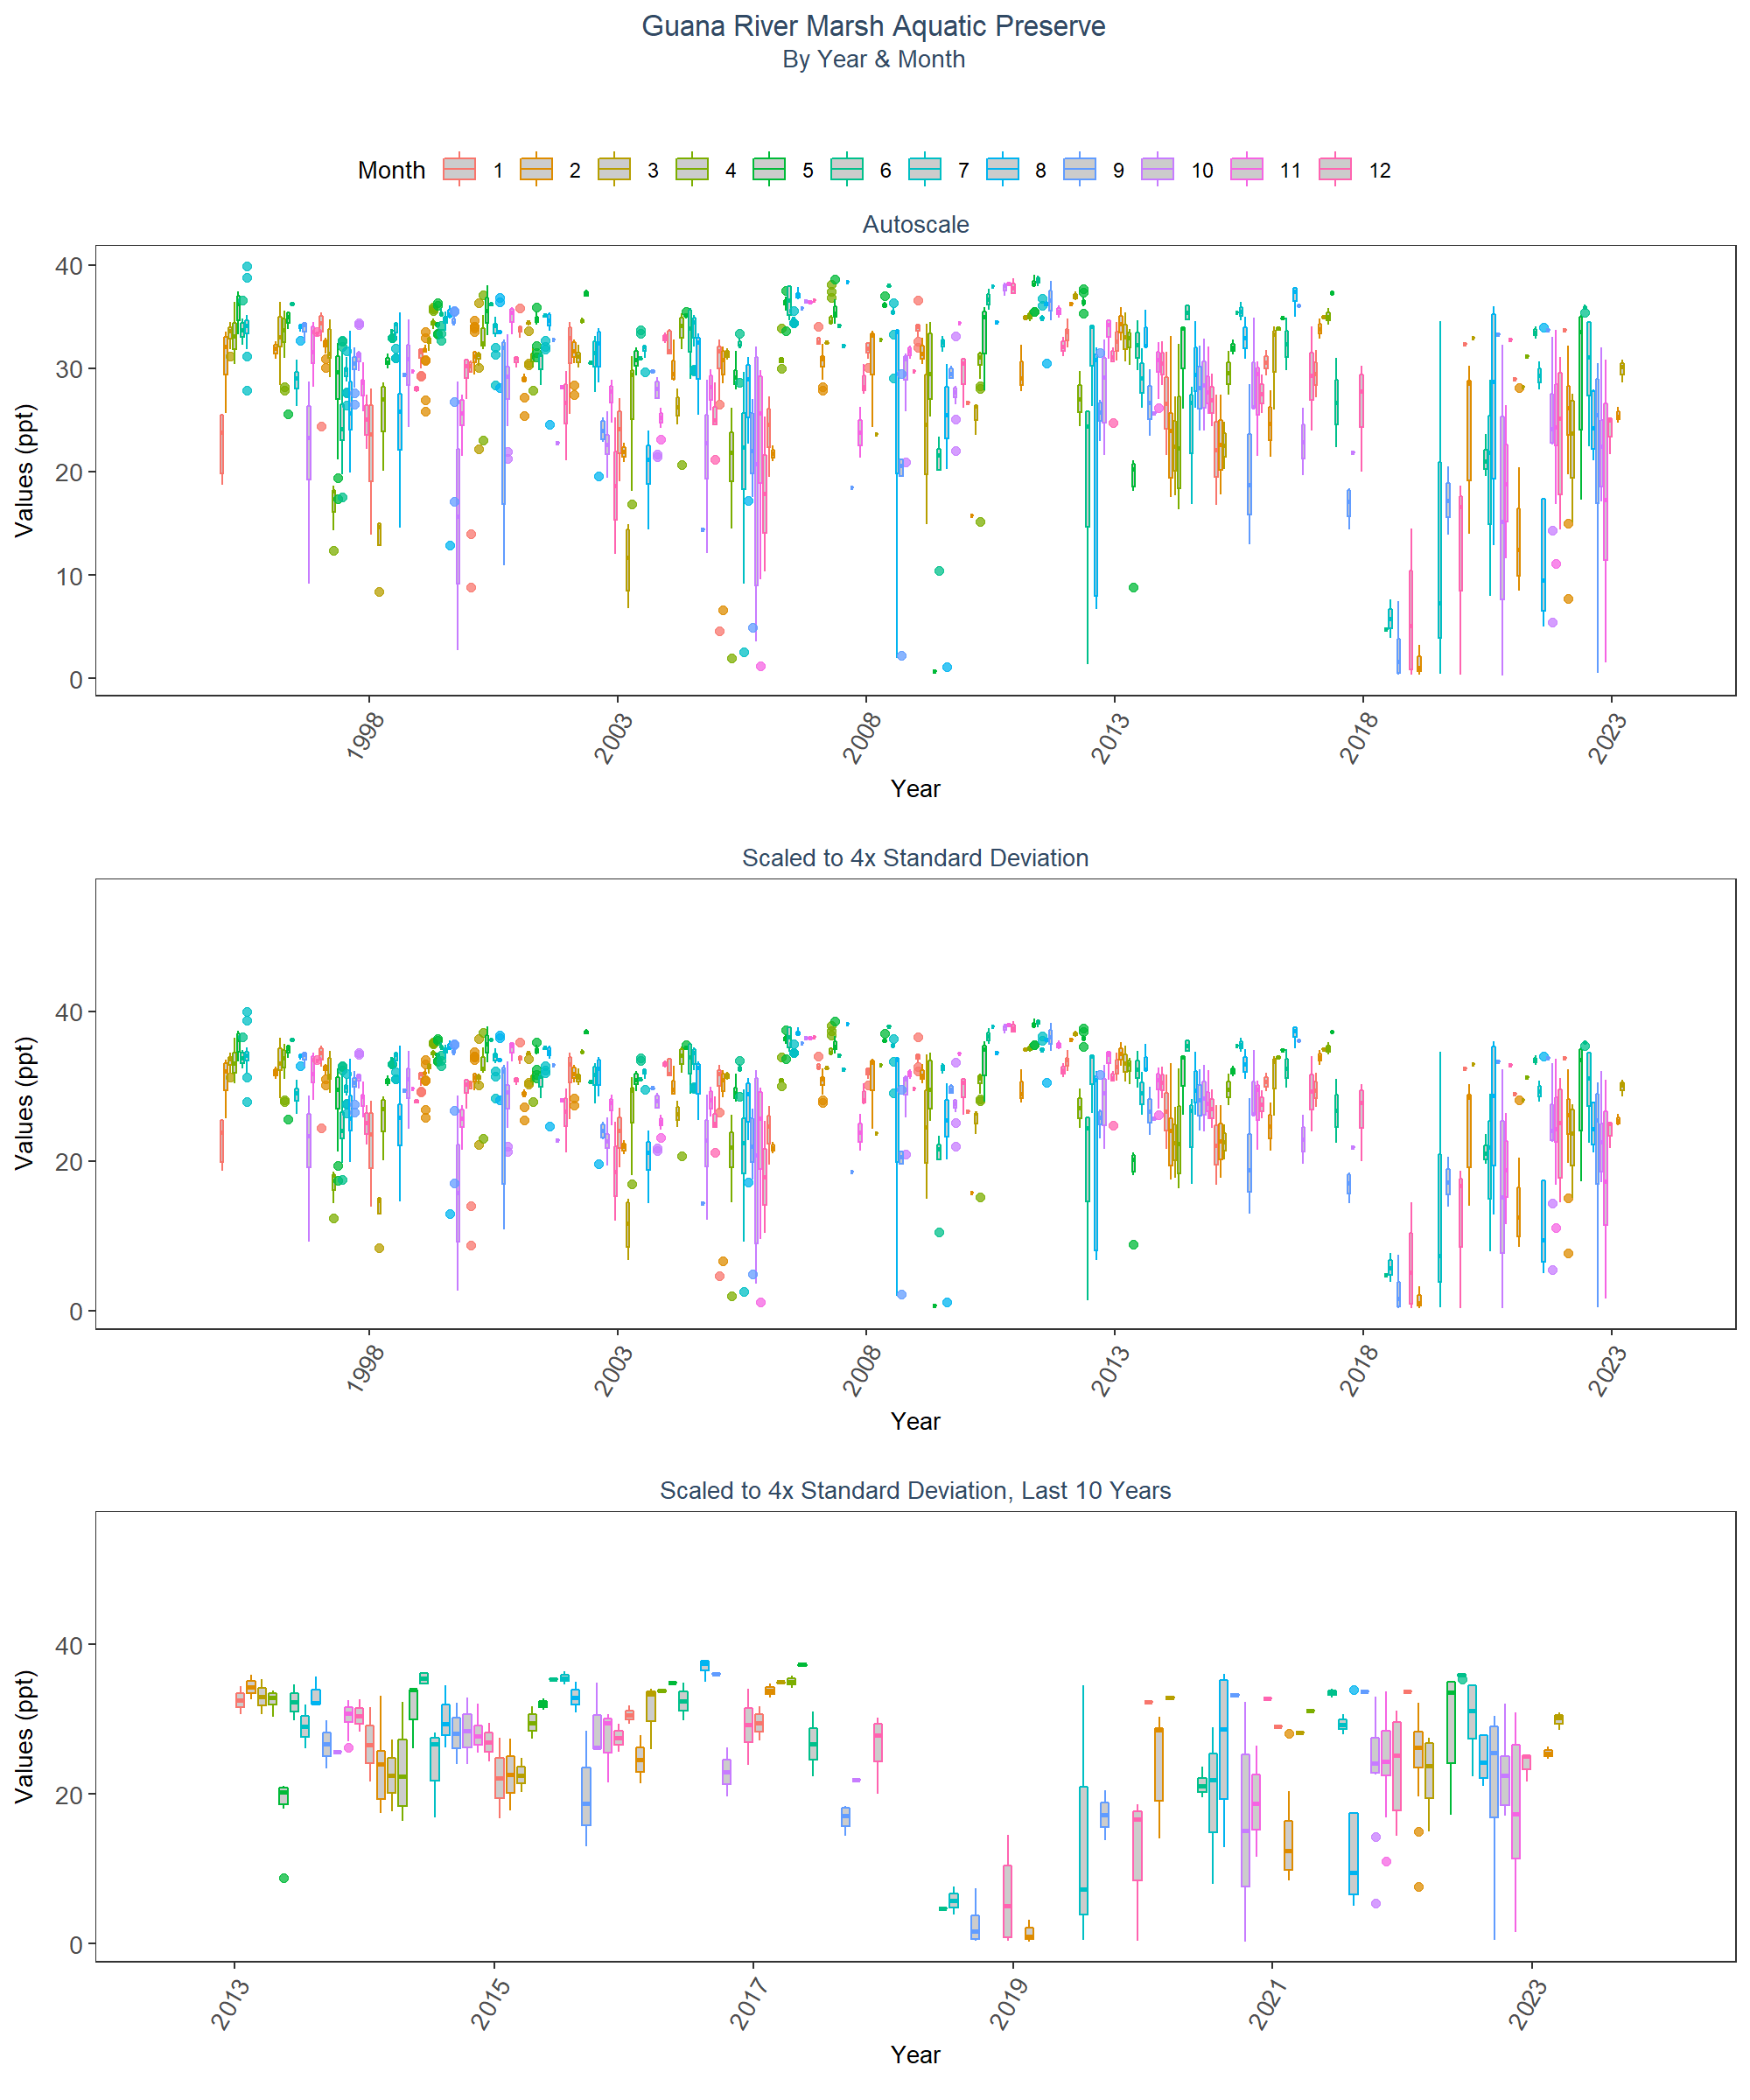 Guana River Marsh Aquatic Preserve
By Year & Month
Month 1 2 3 4 5 6 7 8 9 10 11 12
Autoscale
Values (ppt)
40
30
20
10
0
1998 2003 2008 2013 2018 2023
Year
Scaled to 4x Standard Deviation
Values (ppt)
40
20
0
1998 2003 2008 2013 2018 2023
Year
Scaled to 4x Standard Deviation, Last 10 Years
Values (ppt)
40
20
0
2013 2015 2017 2019 2021 2023
Year